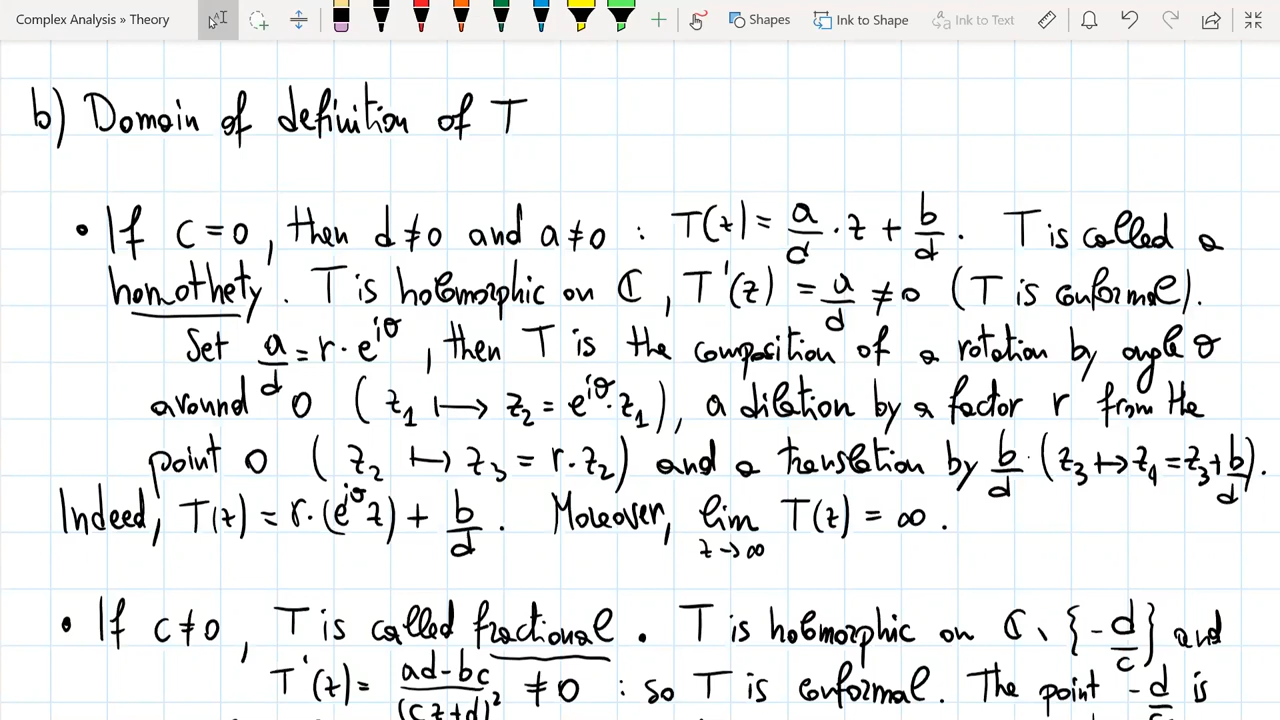 Complex Analysis » Theory
Shapes
Ink to Shape
Ink to Text
b) Domain of definition of T
• If c = 0, then d ≠ 0 and a ≠ 0 : T(z) = a/d · z + b/d. T is called a
homothety. T is holomorphic on ℂ, T'(z) = a/d ≠ 0 (T is conformal).
Set a/d = r · e^{iθ}, then T is the composition of a rotation by angle θ
around 0 (z₁ ↦ z₂ = e^{iθ}·z₁), a dilation by a factor r from the
point 0 (z₂ ↦ z₃ = r·z₂) and a translation by b/d (z₃ ↦ z₄ = z₃ + b/d).
Indeed, T(z) = r·(e^{iθ} z) + b/d. Moreover, lim_{z→∞} T(z) = ∞.
• If c ≠ 0, T is called fractional. T is holomorphic on ℂ \ {-d/c} and
T'(z) = (ad-bc)/(cz+d)² ≠ 0 : so T is conformal. The point -d/c is